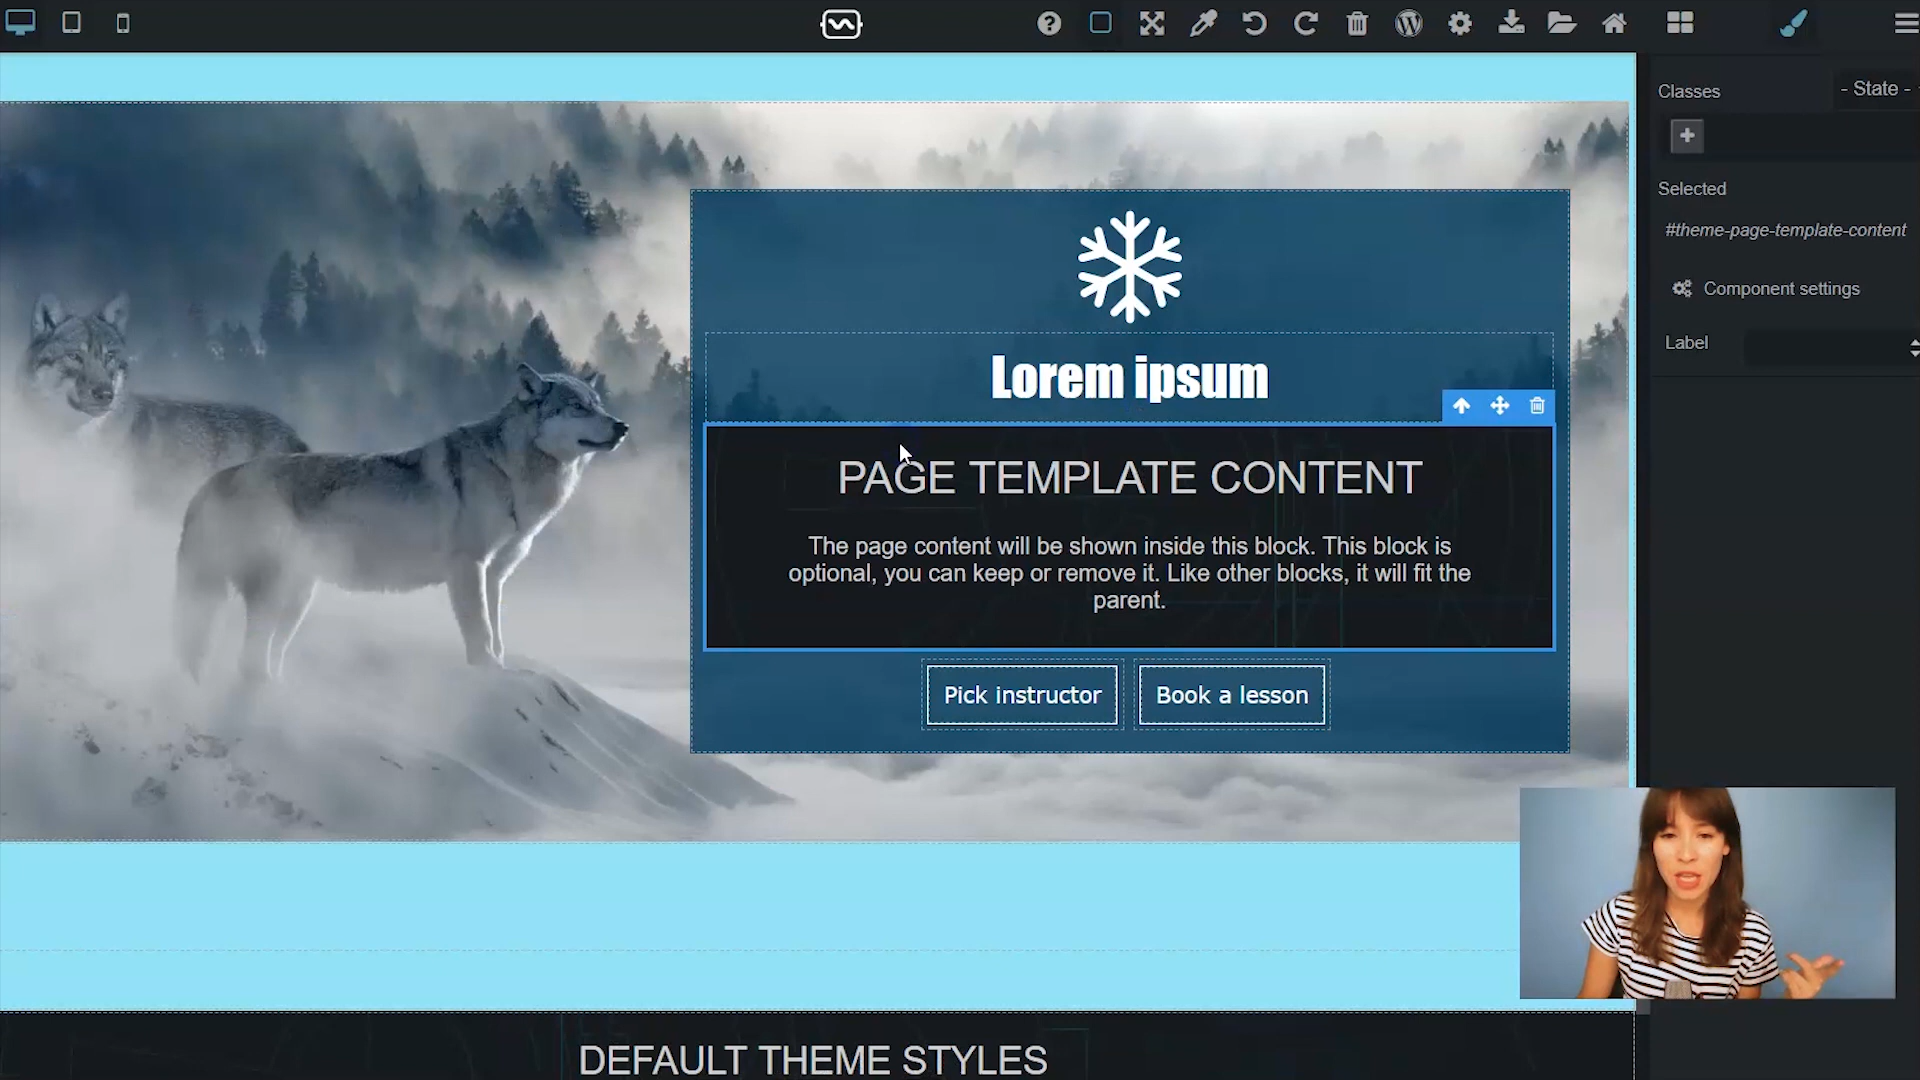 Classes
- State -
Selected
#theme-page-template-content
Component settings
Label
Lorem ipsum
PAGE TEMPLATE CONTENT
The page content will be shown inside this block. This block is
optional, you can keep or remove it. Like other blocks, it will fit the
parent.
Pick instructor
Book a lesson
DEFAULT THEME STYLES